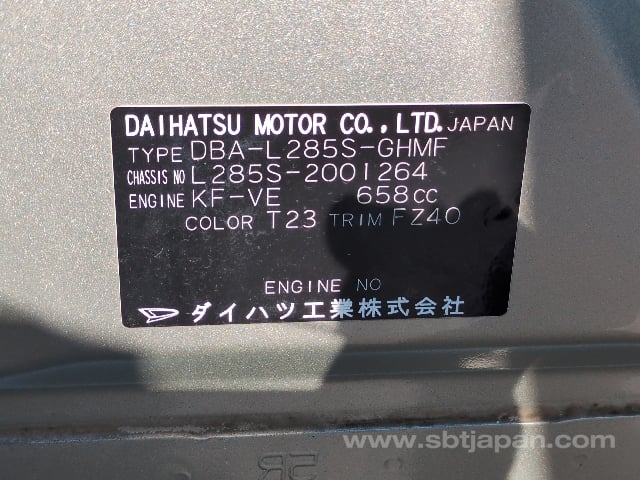 DAIHATSU MOTOR CO.,LTD. JAPAN
TYPE DBA-L285S-GHMF
CHASSIS NO L285S-2001264
ENGINE KF-VE 658cc
COLOR T23 TRIM FZ40
ENGINE NO
ダイハツ工業株式会社
www.sbtjapan.com